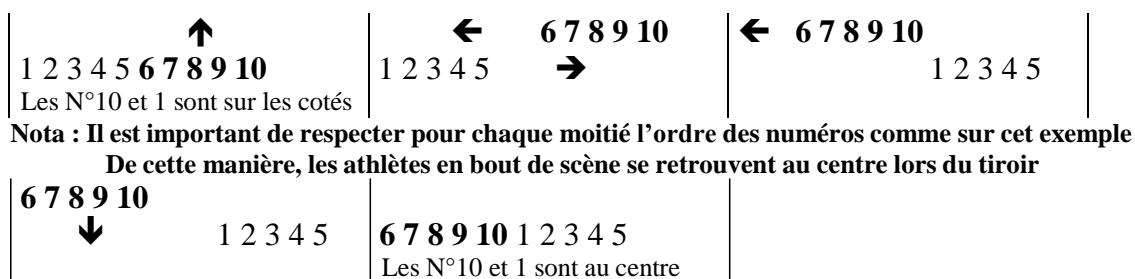 🡩
🡨 6 7 8 9 10
🡨 6 7 8 9 10
1 2 3 4 5 6 7 8 9 10
1 2 3 4 5 🡪
1 2 3 4 5
Les N°10 et 1 sont sur les cotés
Nota : Il est important de respecter pour chaque moitié l’ordre des numéros comme sur cet exemple
De cette manière, les athlètes en bout de scène se retrouvent au centre lors du tiroir
6 7 8 9 10
🡫 1 2 3 4 5
6 7 8 9 10 1 2 3 4 5
Les N°10 et 1 sont au centre